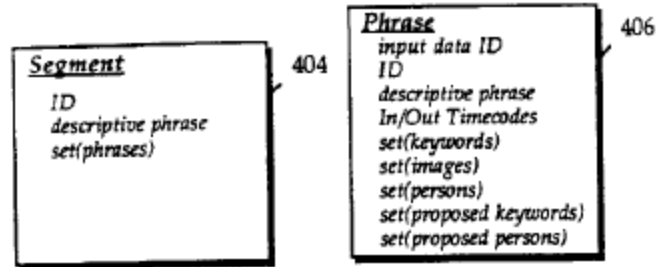 Segment
ID
descriptive phrase
set(phrases)
404
Phrase
input data ID
ID
descriptive phrase
In/Out Timecodes
set(keywords)
set(images)
set(persons)
set(proposed keywords)
set(proposed persons)
406